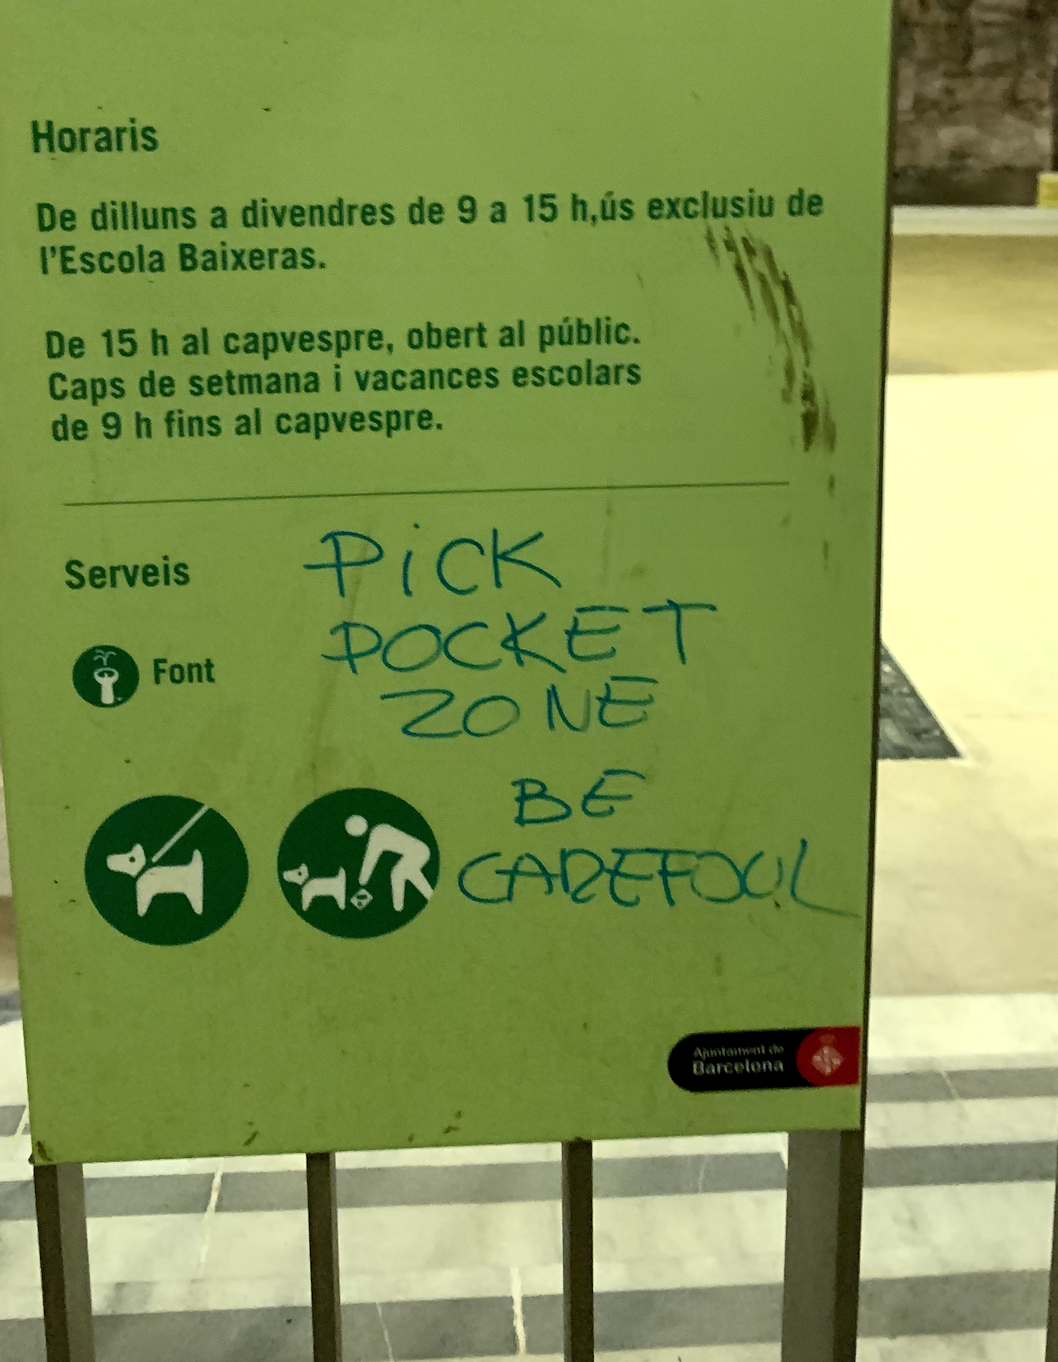 Horaris
De dilluns a divendres de 9 a 15 h,ús exclusiu de
l'Escola Baixeras.
De 15 h al capvespre, obert al públic.
Caps de setmana i vacances escolars
de 9 h fins al capvespre.
Serveis
Font
PiCK
POCKET
ZONE
BE
CAREFOUL
Ajuntament de
Barcelona